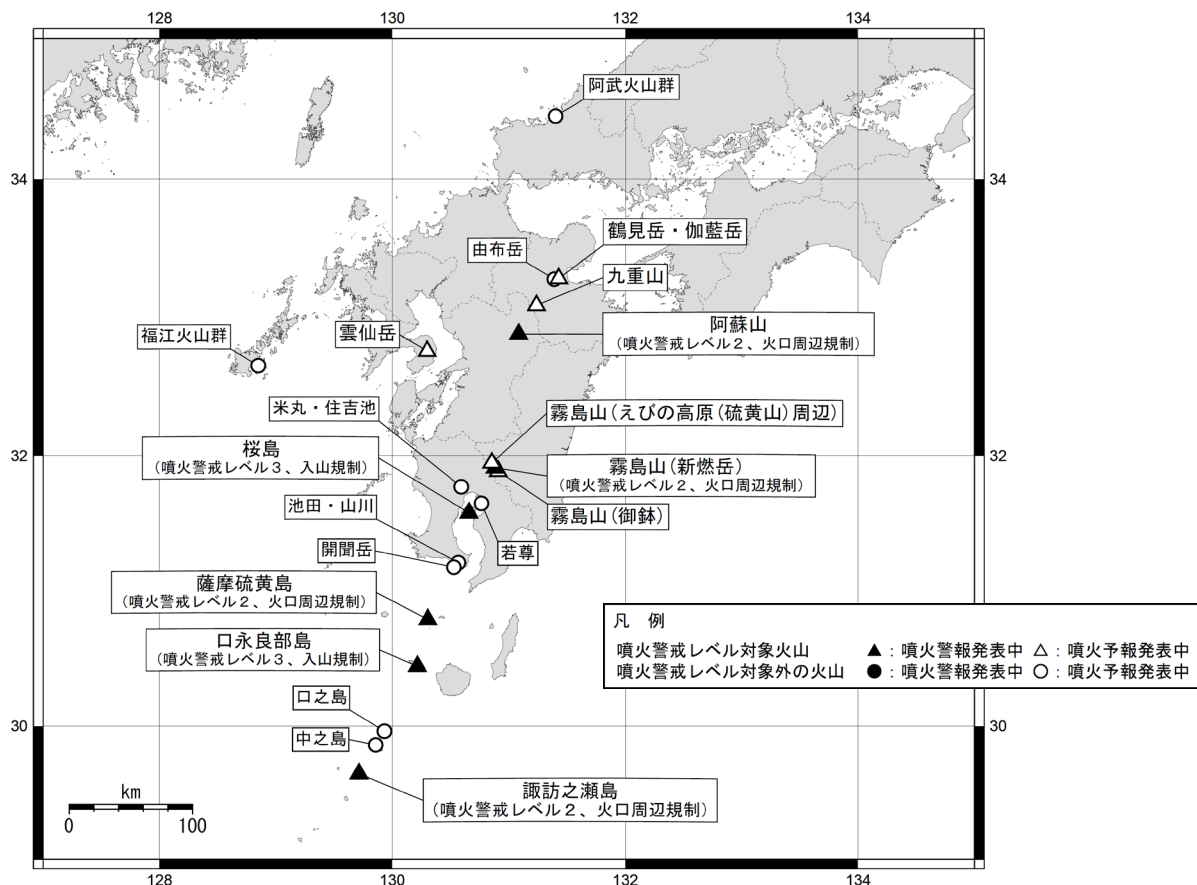 128
130
132
134
阿武火山群
34
34
鶴見岳・伽藍岳
由布岳
九重山
阿蘇山
(噴火警戒レベル2、火口周辺規制)
雲仙岳
福江火山群
米丸・住吉池
霧島山(えびの高原(硫黄山)周辺)
桜島
(噴火警戒レベル3、入山規制)
32
32
霧島山(新燃岳)
(噴火警戒レベル2、火口周辺規制)
池田・山川
霧島山(御鉢)
開聞岳
若尊
薩摩硫黄島
(噴火警戒レベル2、火口周辺規制)
口永良部島
(噴火警戒レベル3、入山規制)
凡 例
噴火警戒レベル対象火山 ▲:噴火警報発表中 △:噴火予報発表中
噴火警戒レベル対象外の火山 ●:噴火警報発表中 ○:噴火予報発表中
口之島
30
30
中之島
諏訪之瀬島
(噴火警戒レベル2、火口周辺規制)
km
0 100
128
130
132
134